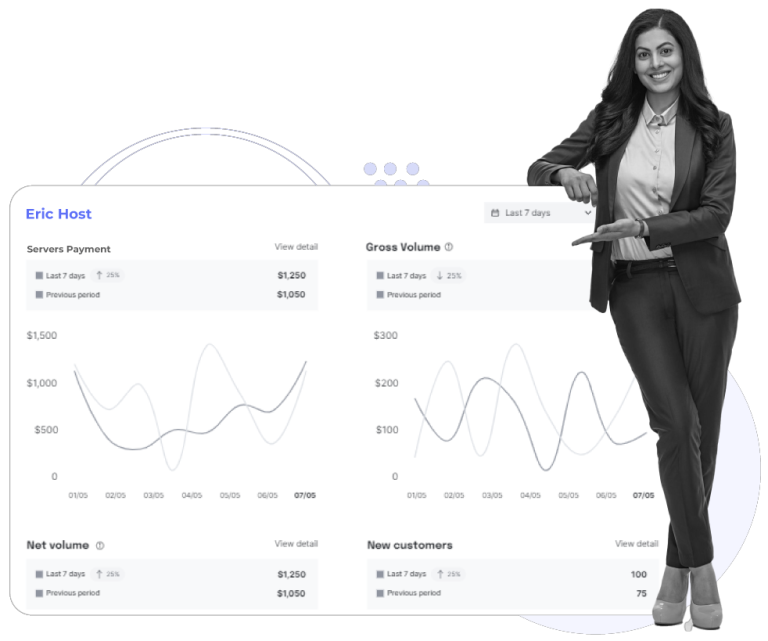 Eric Host
Last 7 days
Servers Payment
View detail
Last 7 days ↑ 25%
$1,250
Previous period
$1,050
$1,500
$1,000
$500
0
01/05 02/05 03/05 04/05 05/05 06/05 07/05
Gross Volume
Last 7 days ↓ 25%
Previous period
$300
$200
$100
0
01/05 02/05 03/05 04/05 05/05 06/05 07/05
Net volume
View detail
Last 7 days ↑ 25%
$1,250
Previous period
$1,050
New customers
View detail
Last 7 days ↑ 25%
100
Previous period
75